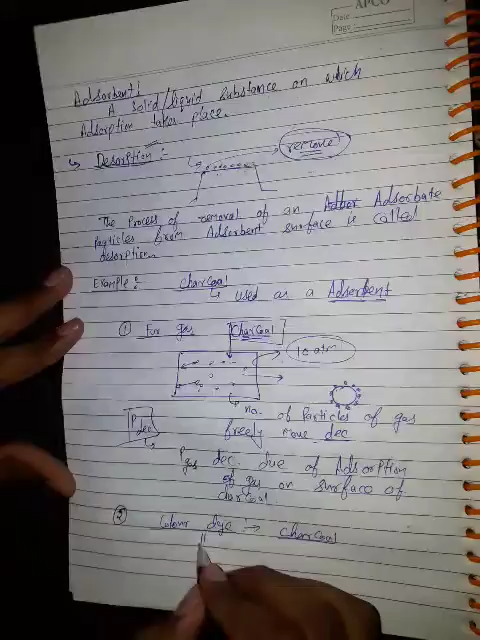 APCO
Date
Page
Adsorbent:
A solid/liquid substance on which
Adsorption takes place.
↳ Desorption:
remove
The process of removal of an Adsorbate
Particles from Adsorbent surface is called
desorption.
Example:
Charcoal
↳ used as a Adsorbent
① For gas
Charcoal
10 atm
no. of Particles of gas
freely move dec
P dec
P gas dec. due of Adsorption
of gas on surface of
charcoal
② Colour dye → charcoal